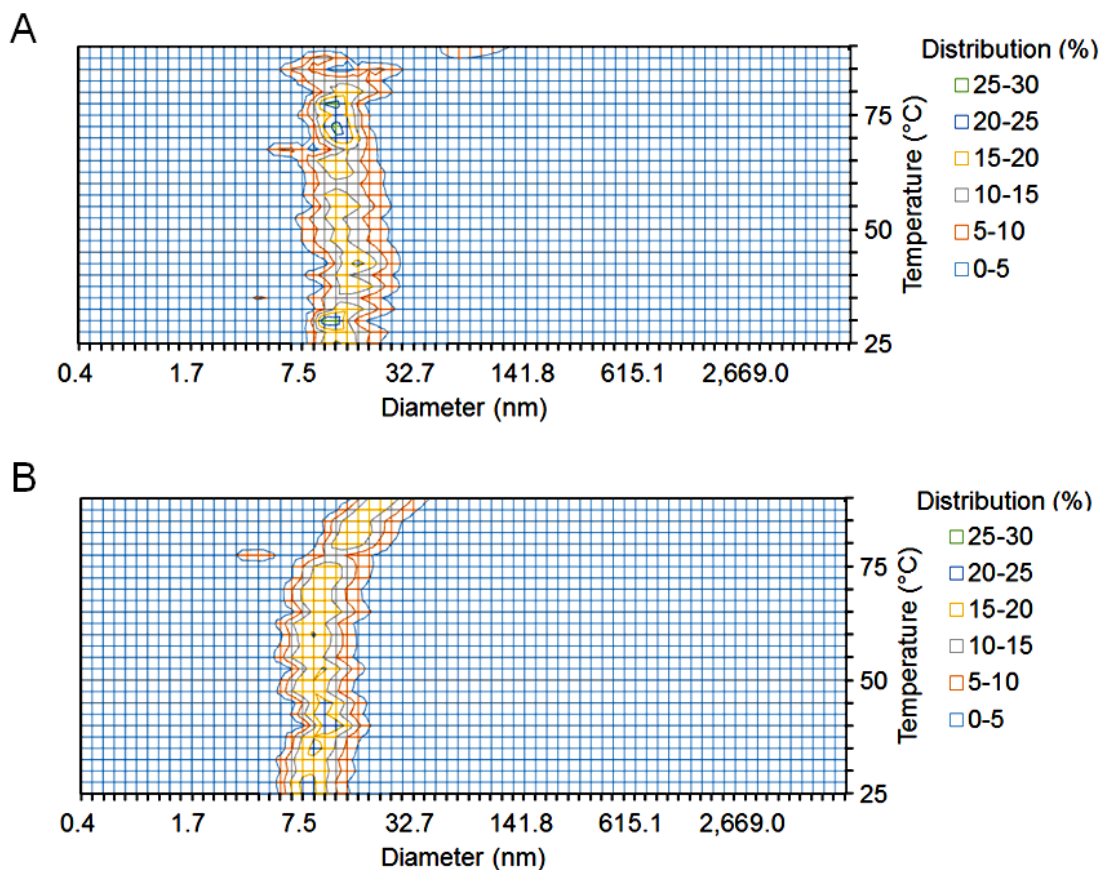 A
Distribution (%)
25-30
20-25
15-20
10-15
5-10
0-5
75
50
25
Temperature (°C)
0.4 1.7 7.5 32.7 141.8 615.1 2,669.0
Diameter (nm)
B
Distribution (%)
25-30
20-25
15-20
10-15
5-10
0-5
75
50
25
Temperature (°C)
0.4 1.7 7.5 32.7 141.8 615.1 2,669.0
Diameter (nm)